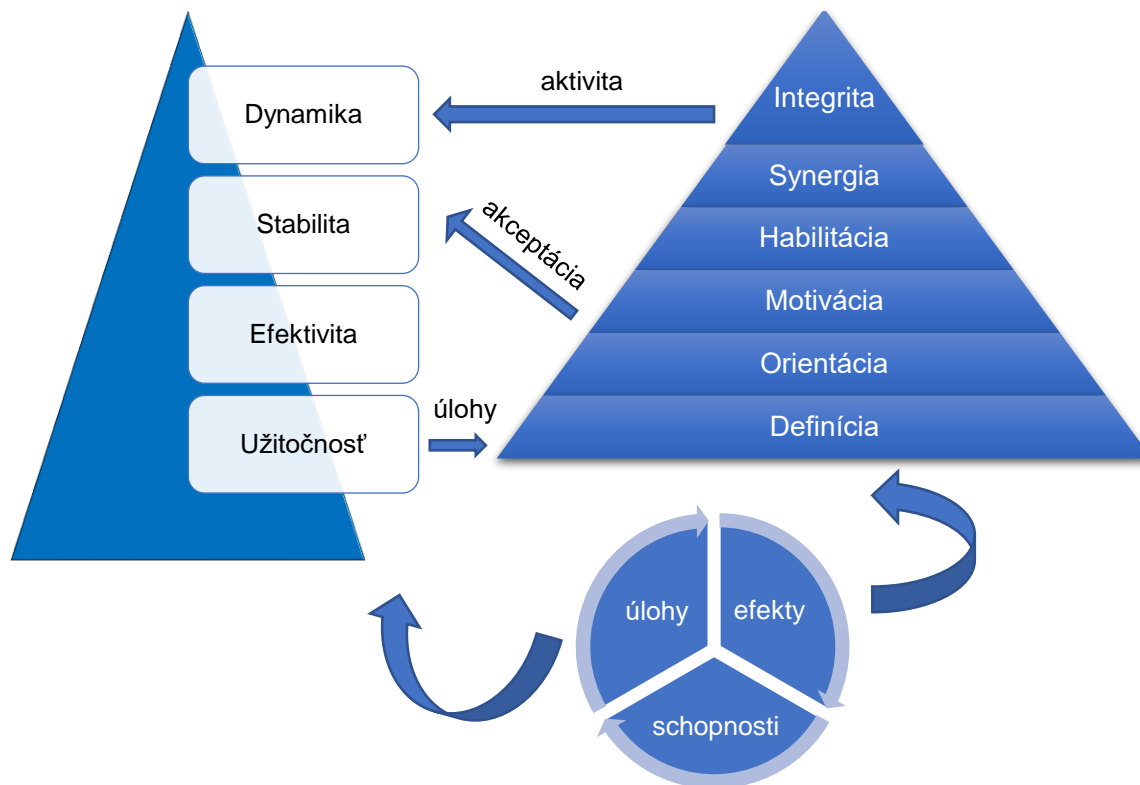 aktivita
Dynamika
Integrita
Synergia
Stabilita
akceptácia
Habilitácia
Motivácia
Efektivita
Orientácia
úlohy
Definícia
Užitočnosť
úlohy
efekty
schopnosti